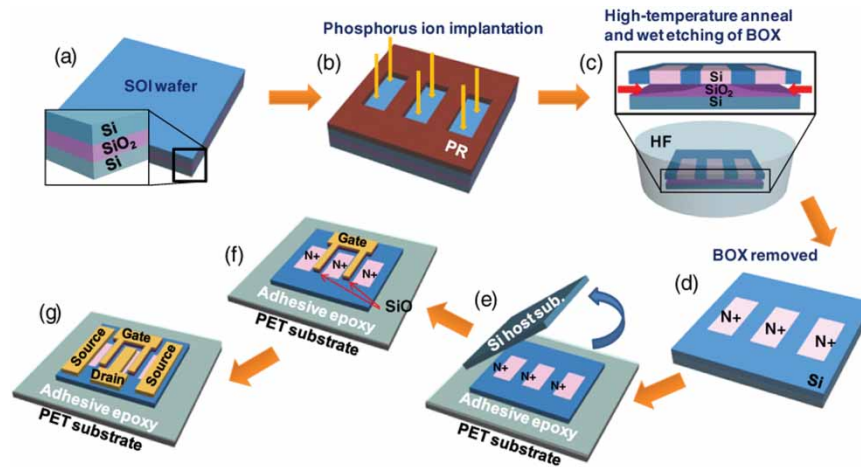 (a)
SOI wafer
Si
SiO2
Si
Phosphorus ion implantation
(b)
PR
High-temperature anneal
and wet etching of BOX
(c)
Si
SiO2
Si
HF
BOX removed
(d)
N+
N+
N+
Si
(e)
Si host sub.
N+
N+
N+
Adhesive epoxy
PET substrate
(f)
Gate
N+
N+
N+
SiO
Adhesive epoxy
PET substrate
(g)
Source
Gate
Drain
Source
Adhesive epoxy
PET substrate